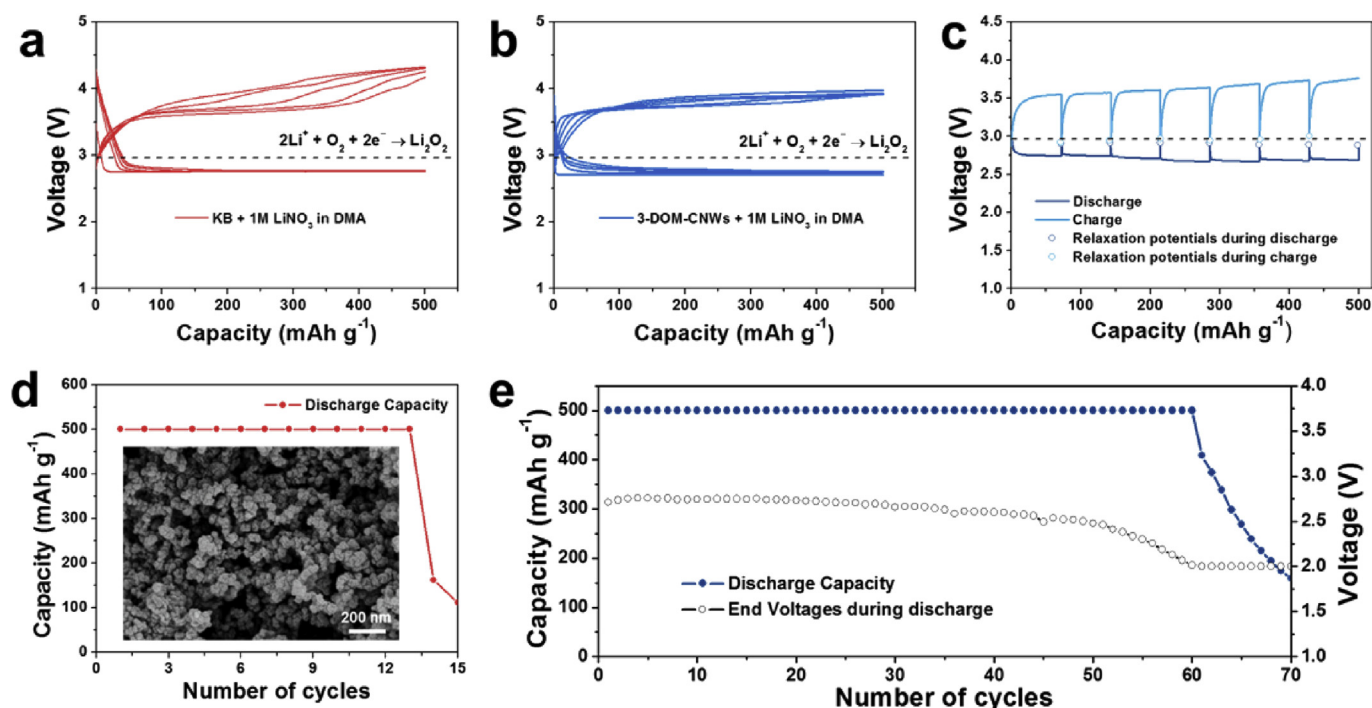 a
5
4
3
2
1
Voltage (V)
2Li⁺ + O₂ + 2e⁻ → Li₂O₂
KB + 1M LiNO₃ in DMA
0 100 200 300 400 500
Capacity (mAh g⁻¹)
b
5
4
3
2
1
Voltage (V)
2Li⁺ + O₂ + 2e⁻ → Li₂O₂
3-DOM-CNWs + 1M LiNO₃ in DMA
0 100 200 300 400 500
Capacity (mAh g⁻¹)
c
4.5
4.0
3.5
3.0
2.5
2.0
1.5
1.0
Voltage (V)
Discharge
Charge
Relaxation potentials during discharge
Relaxation potentials during charge
0 100 200 300 400 500
Capacity (mAh g⁻¹)
d
600
500
400
300
200
100
0
Capacity (mAh g⁻¹)
Discharge Capacity
200 nm
0 3 6 9 12 15
Number of cycles
e
500
400
300
200
100
0
Capacity (mAh g⁻¹)
Discharge Capacity
End Voltages during discharge
4.0
3.5
3.0
2.5
2.0
1.5
1.0
Voltage (V)
0 10 20 30 40 50 60 70
Number of cycles